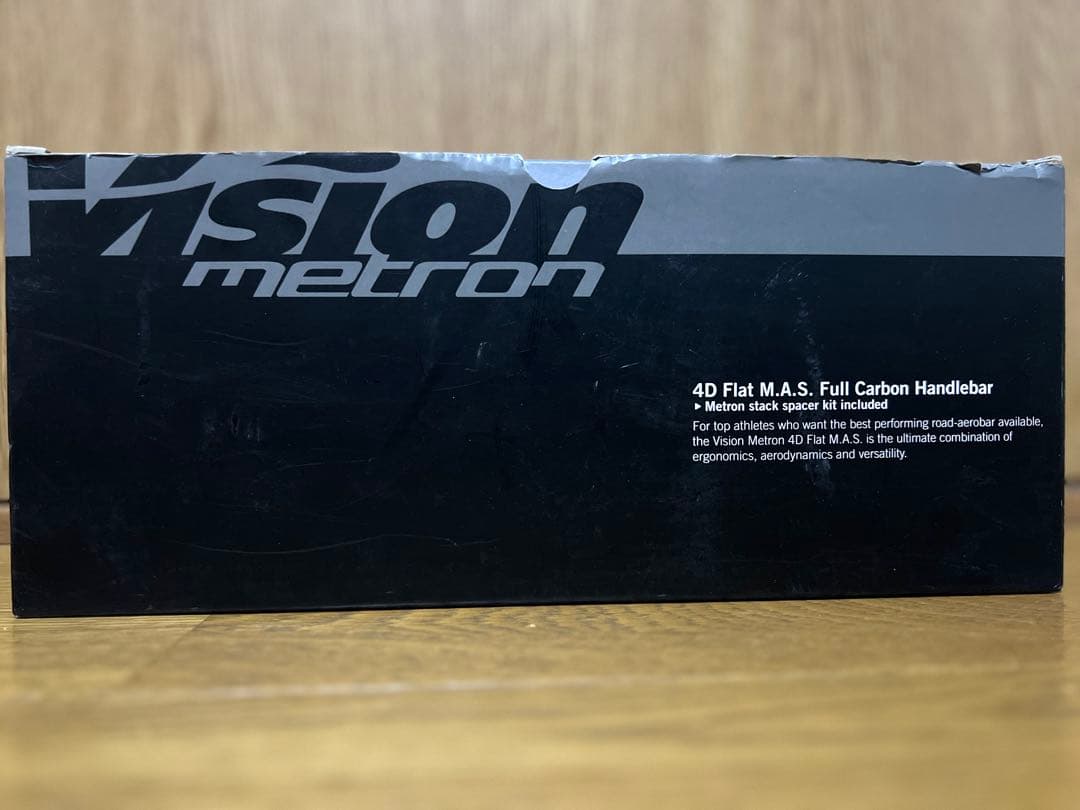 Vision
metron
4D Flat M.A.S. Full Carbon Handlebar
▶ Metron stack spacer kit included
For top athletes who want the best performing road-aerobar available,
the Vision Metron 4D Flat M.A.S. is the ultimate combination of
ergonomics, aerodynamics and versatility.